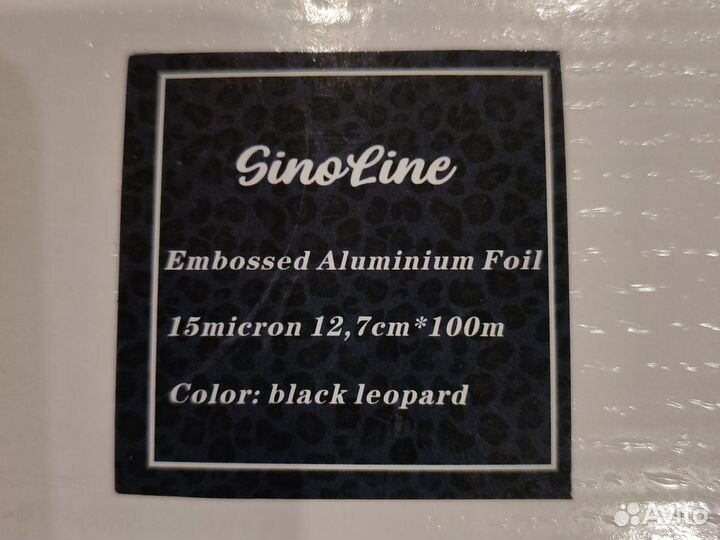 SinoLine
Embossed Aluminium Foil
15micron 12,7cm*100m
Color: black leopard
Avito